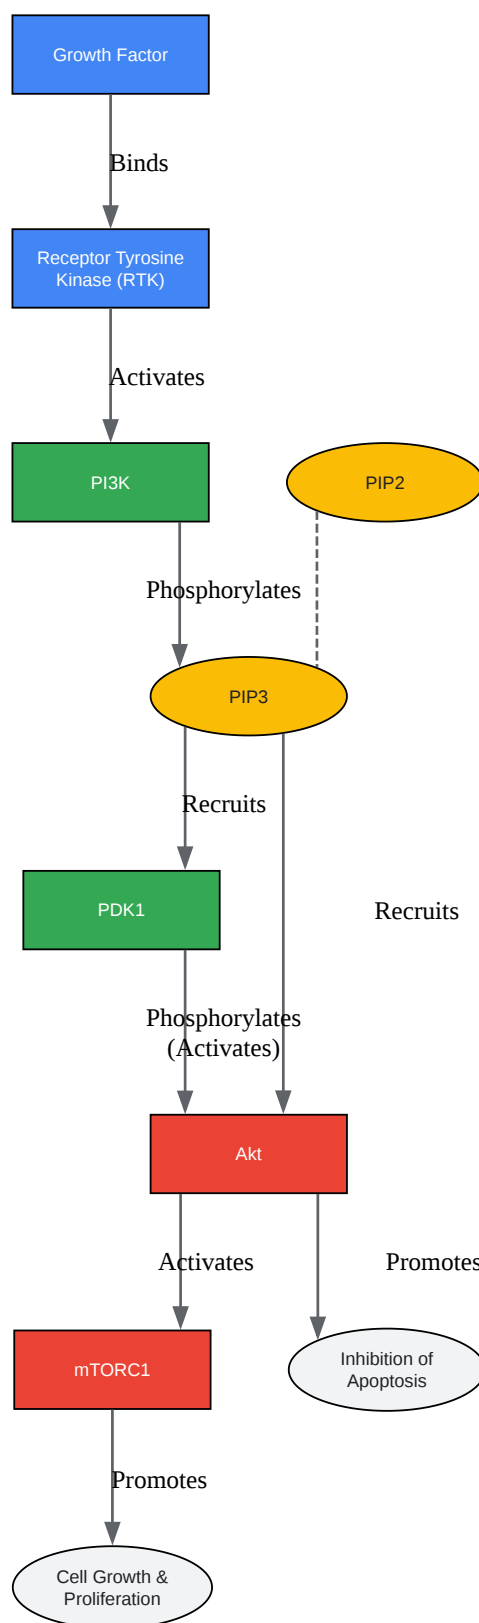 Growth Factor
Binds
Receptor Tyrosine
Kinase (RTK)
Activates
PI3K
PIP2
Phosphorylates
PIP3
Recruits
PDK1
Recruits
Phosphorylates
(Activates)
Akt
Activates
Promotes
mTORC1
Inhibition of
Apoptosis
Promotes
Cell Growth &
Proliferation